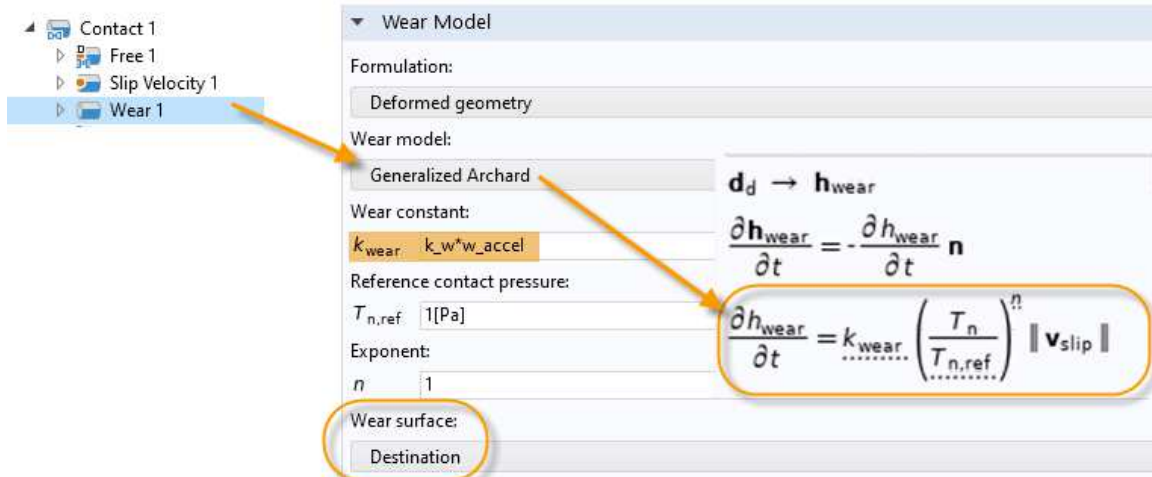 Contact 1
Free 1
Slip Velocity 1
Wear 1
Wear Model
Formulation:
Deformed geometry
Wear model:
Generalized Archard
Wear constant:
k_wear k_w*w_accel
Reference contact pressure:
T_n,ref 1[Pa]
Exponent:
n 1
Wear surface:
Destination
d_d → h_wear
∂h_wear/∂t = -∂h_wear/∂t n
∂h_wear/∂t = k_wear (T_n/T_n,ref)^n ‖v_slip‖